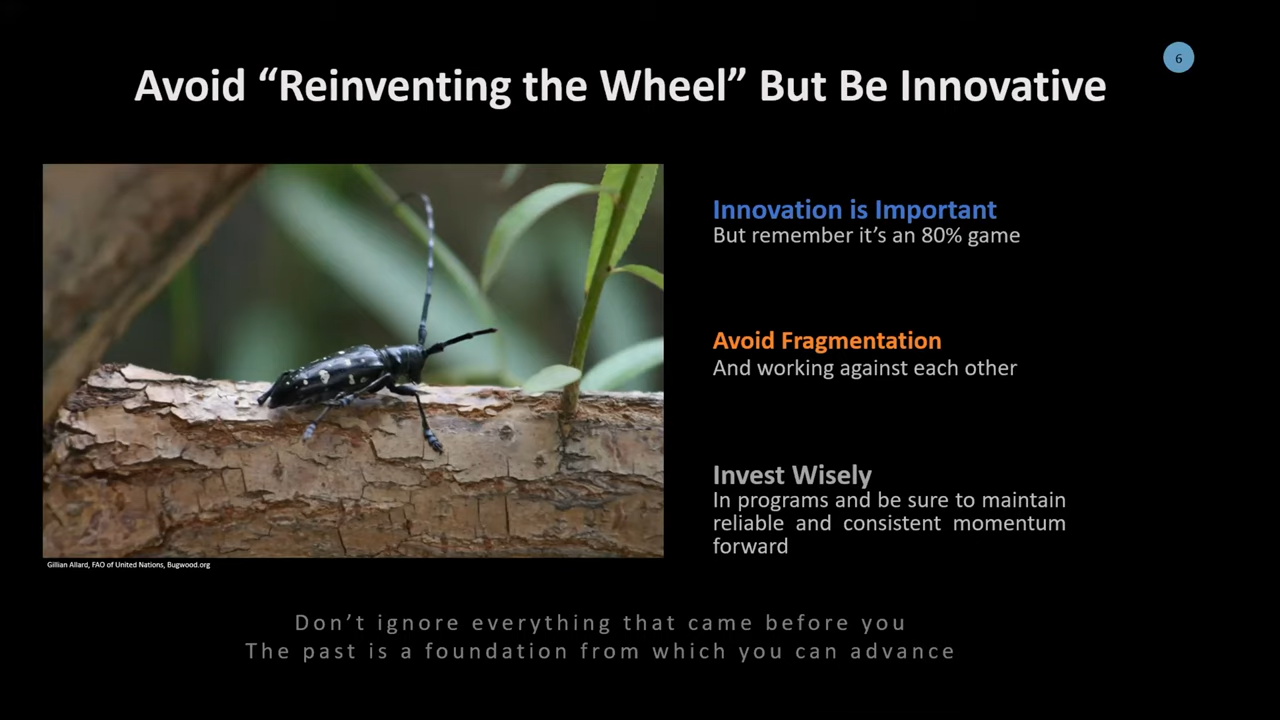 6
Avoid “Reinventing the Wheel” But Be Innovative
Innovation is Important
But remember it’s an 80% game
Avoid Fragmentation
And working against each other
Invest Wisely
In programs and be sure to maintain
reliable and consistent momentum
forward
Gillian Allard, FAO of United Nations, Bugwood.org
Don’t ignore everything that came before you
The past is a foundation from which you can advance